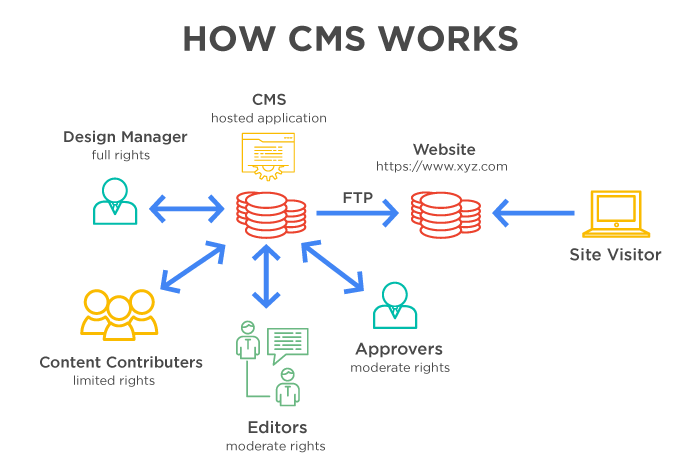 HOW CMS WORKS
CMS
hosted application
Design Manager
full rights
Website
https://www.xyz.com
FTP
Site Visitor
Content Contributers
limited rights
Approvers
moderate rights
Editors
moderate rights